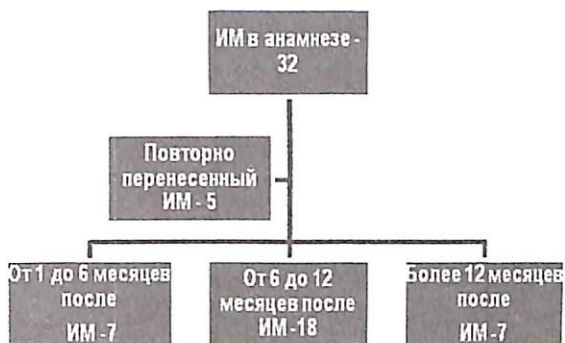 ИМ в анамнезе -
32
Повторно
перенесенный
ИМ - 5
От 1 до 6 месяцев
после
ИМ -7
От 6 до 12
месяцев после
ИМ -18
Более 12 месяцев
после
ИМ -7